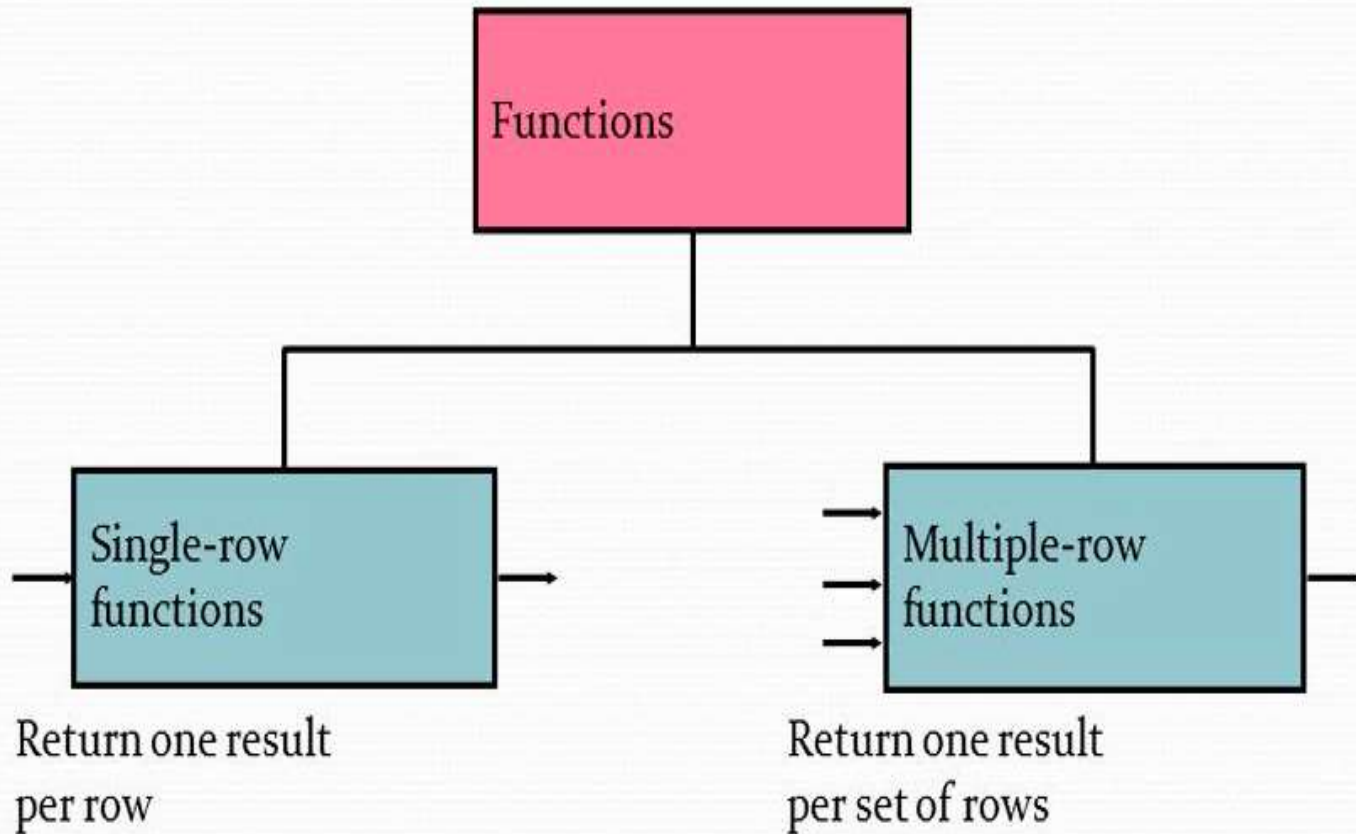 Functions
Single-row
functions
Multiple-row
functions
Return one result
per row
Return one result
per set of rows